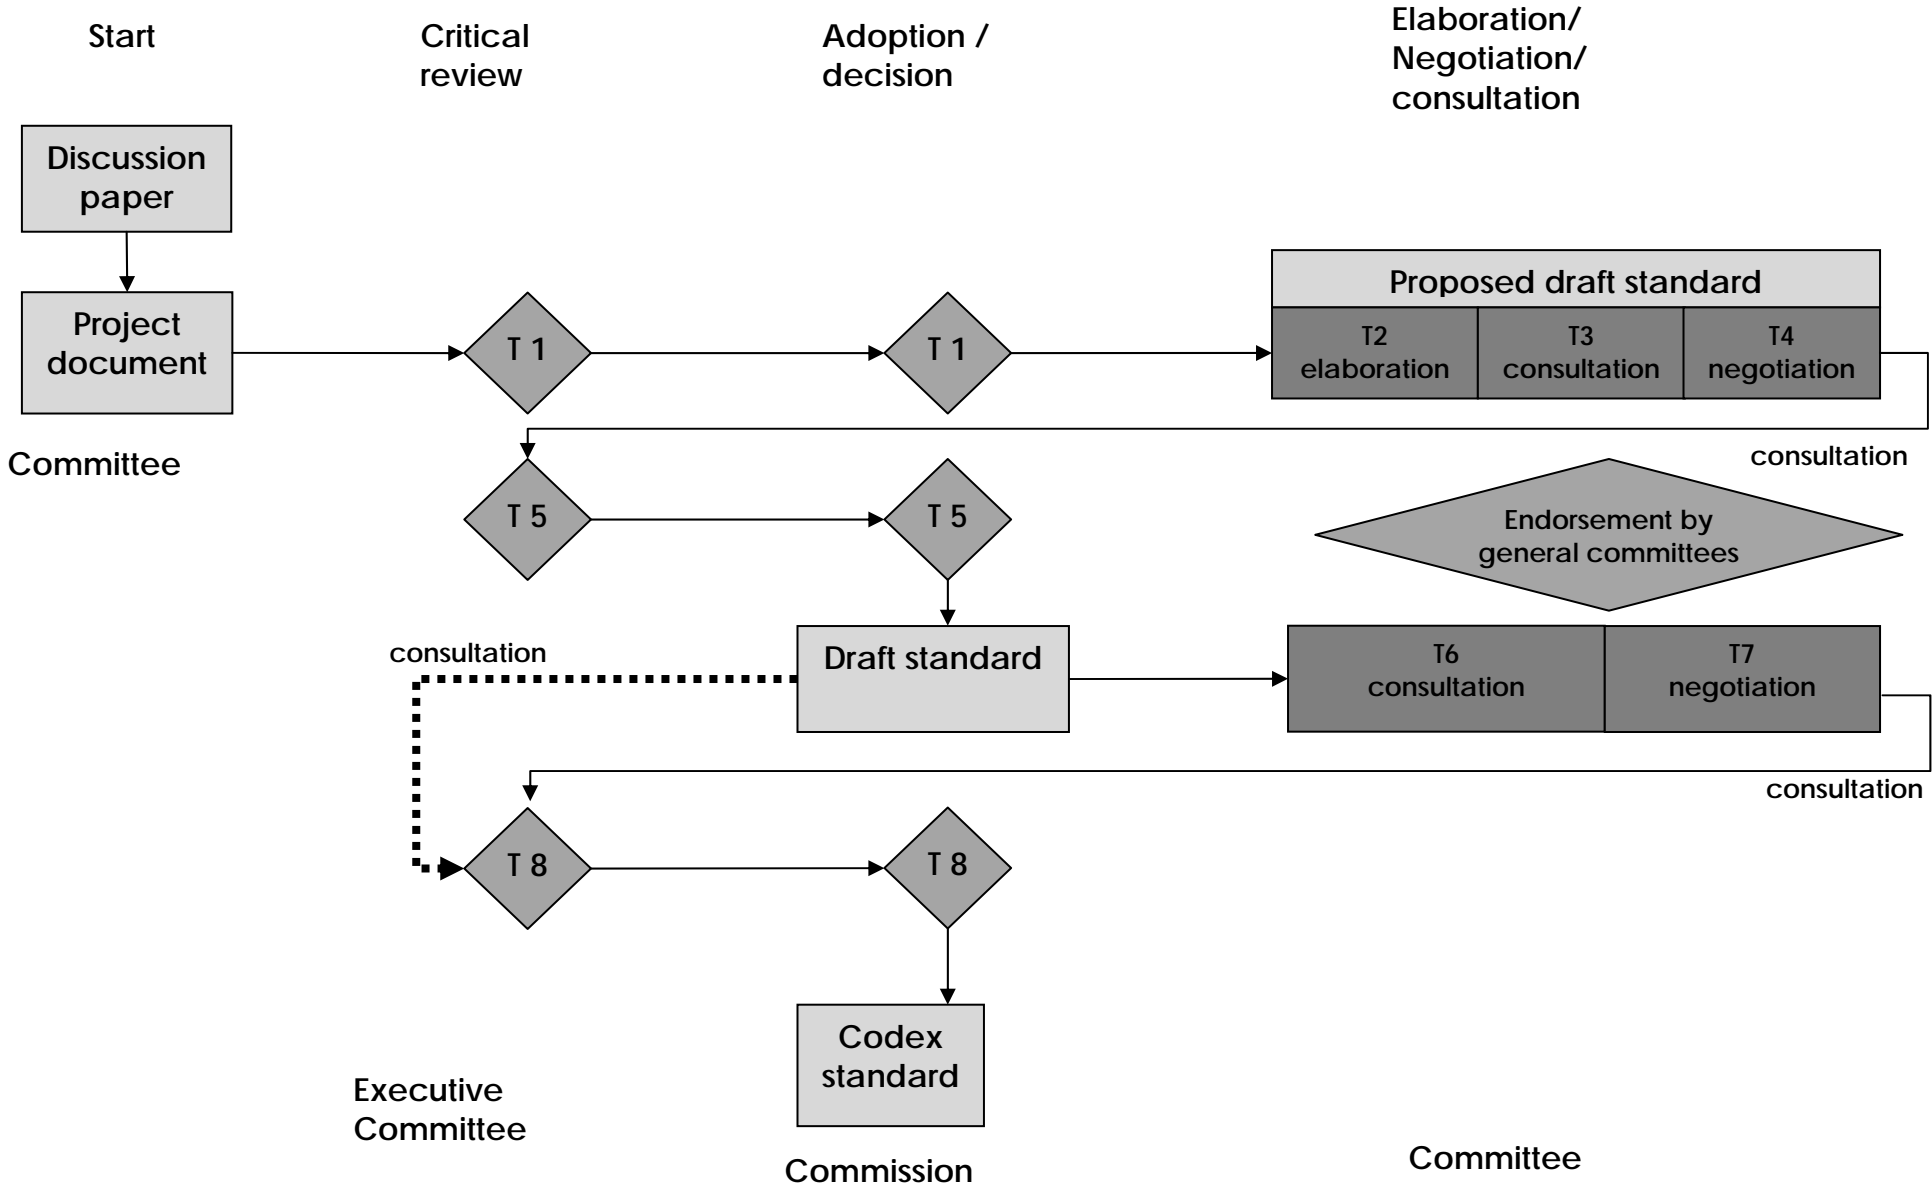 Start
Critical
review
Adoption /
decision
Elaboration/
Negotiation/
consultation
Discussion
paper
Project
document
T 1
T 1
Proposed draft standard
T2
elaboration
T3
consultation
T4
negotiation
Committee
consultation
T 5
T 5
Endorsement by
general committees
consultation
Draft standard
T6
consultation
T7
negotiation
consultation
T 8
T 8
Codex
standard
Executive
Committee
Commission
Committee